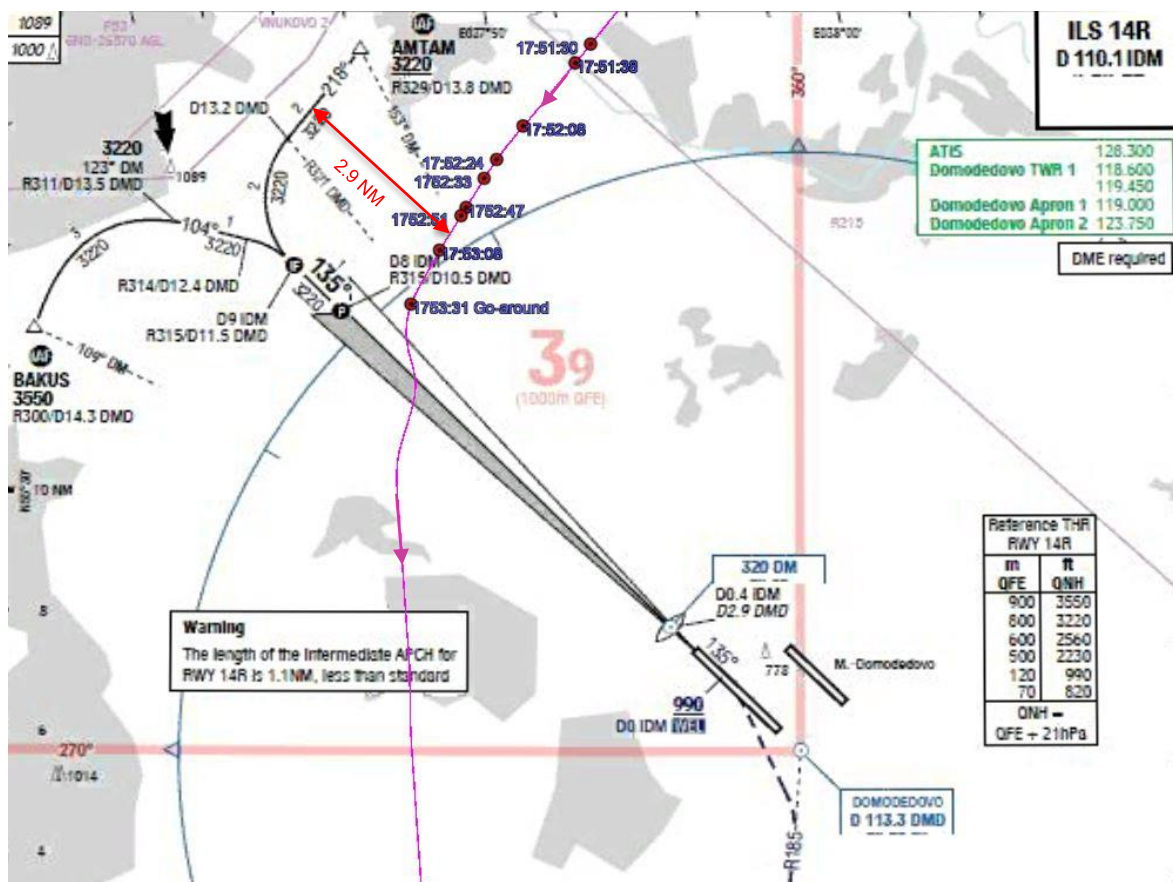 1089
1000
P53
GND-26570 AGL
VNUKOVO 2
IAF
AMTAM
3220
R329/D13.8 DMD
E037°50'
E038°00'
ILS 14R
D 110.1 IDM
17:51:30
17:51:38
17:52:08
17:52:24
1752:33
1752:47
1752:51
17:53:08
1753:31 Go-around
218°
2
3220
D13.2 DMD
153° DM
R321 DMD
2.9 NM
360°
3220
123° DM
R311/D13.5 DMD
1089
2
3220
104°
1
3220
3
3220
R314/D12.4 DMD
IF
135°
1
3220
F
D8 IDM
R315/D10.5 DMD
D9 IDM
R315/D11.5 DMD
109° DM
IAF
BAKUS
3550
R300/D14.3 DMD
ATIS 128.300
Domodedovo TWR 1 118.600
119.450
Domodedovo Apron 1 119.000
Domodedovo Apron 2 123.750
R215
DME required
39
(1000m QFE)
10 NM
8
6
4
Warning
The length of the Intermediate APCH for
RWY 14R is 1.1NM, less than standard
320 DM
D0.4 IDM
D2.9 DMD
135°
778
M.-Domodedovo
990
D0 IDM
270°
1014
Reference THR
RWY 14R
m ft
QFE QNH
900 3550
800 3220
600 2560
500 2230
120 990
70 820
QNH =
QFE + 21hPa
DOMODEDOVO
D 113.3 DMD
R185